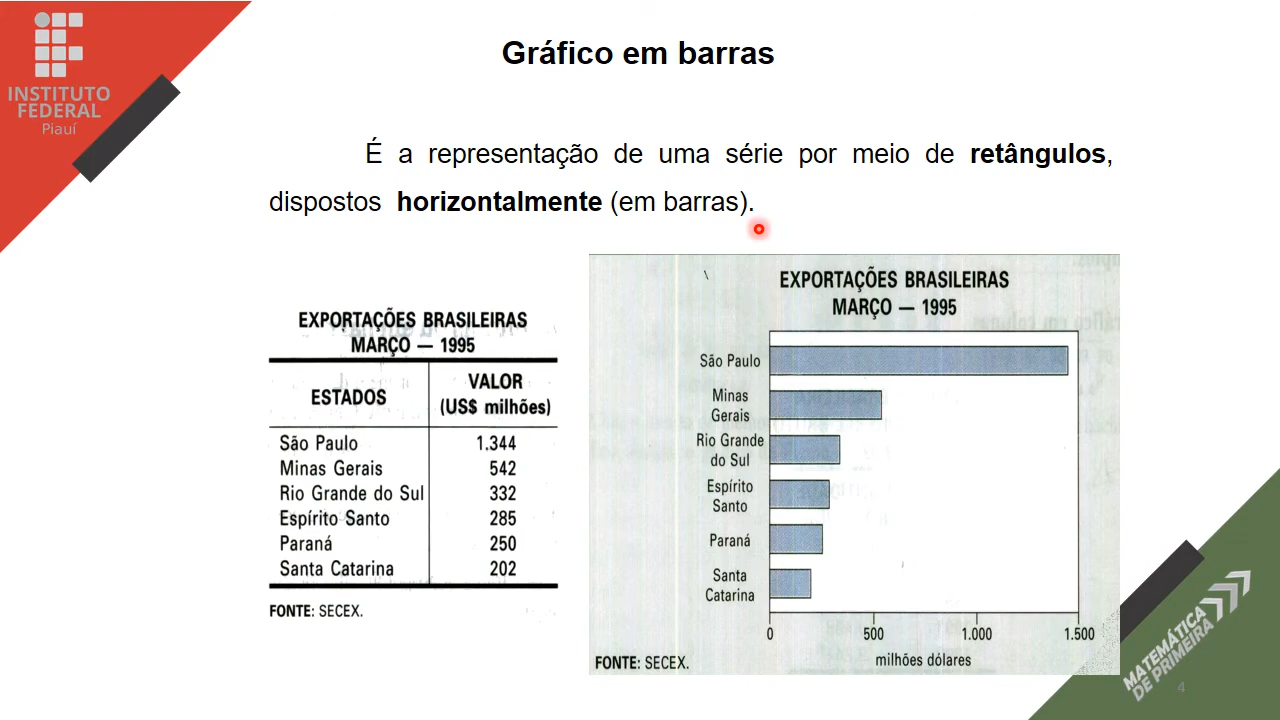 INSTITUTO
FEDERAL
Piauí
Gráfico em barras
É a representação de uma série por meio de retângulos,
dispostos horizontalmente (em barras).
EXPORTAÇÕES BRASILEIRAS
MARÇO — 1995
ESTADOS
VALOR
(US$ milhões)
São Paulo 1.344
Minas Gerais 542
Rio Grande do Sul 332
Espírito Santo 285
Paraná 250
Santa Catarina 202
FONTE: SECEX.
EXPORTAÇÕES BRASILEIRAS
MARÇO — 1995
São Paulo
Minas
Gerais
Rio Grande
do Sul
Espírito
Santo
Paraná
Santa
Catarina
0 500 1.000 1.500
milhões dólares
FONTE: SECEX.
MATEMÁTICA
DE PRIMEIRA
4